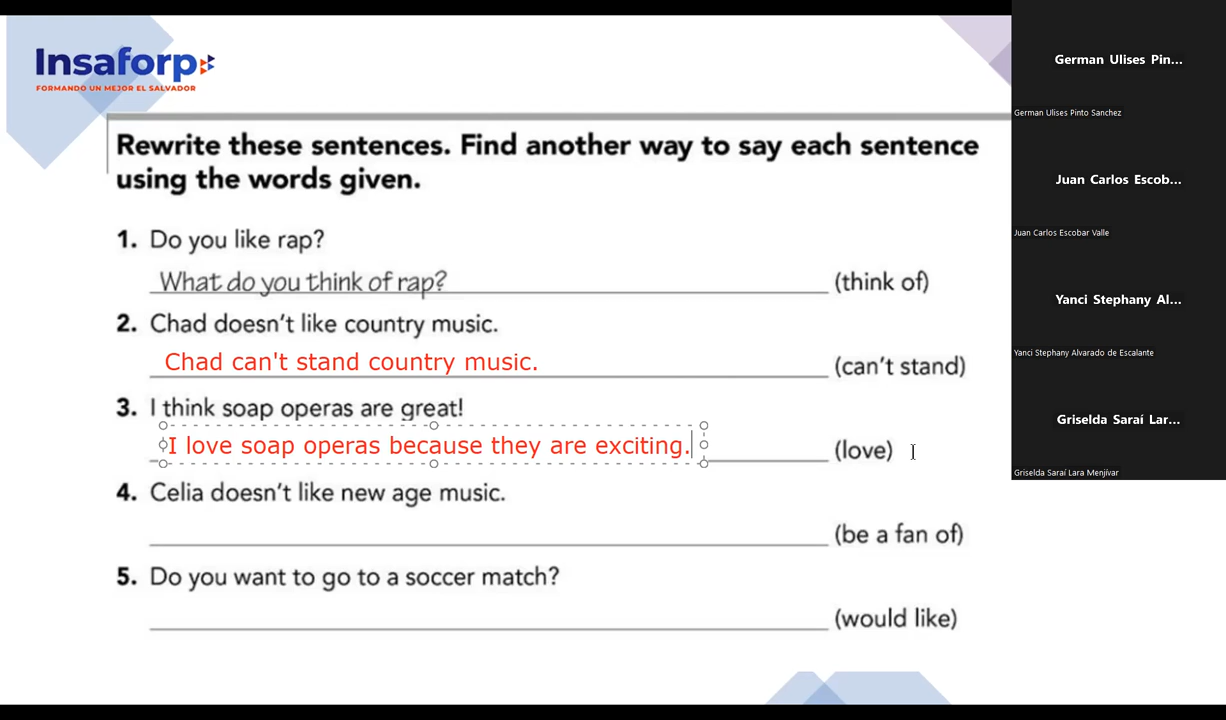 Insaforp
FORMANDO UN MEJOR EL SALVADOR
Rewrite these sentences. Find another way to say each sentence
using the words given.
1. Do you like rap?
What do you think of rap? (think of)
2. Chad doesn't like country music.
Chad can't stand country music. (can't stand)
3. I think soap operas are great!
I love soap operas because they are exciting. (love)
4. Celia doesn't like new age music.
(be a fan of)
5. Do you want to go to a soccer match?
(would like)
German Ulises Pin...
German Ulises Pinto Sanchez
Juan Carlos Escob...
Juan Carlos Escobar Valle
Yanci Stephany Al...
Yanci Stephany Alvarado de Escalante
Griselda Saraí Lar...
Griselda Saraí Lara Menjívar